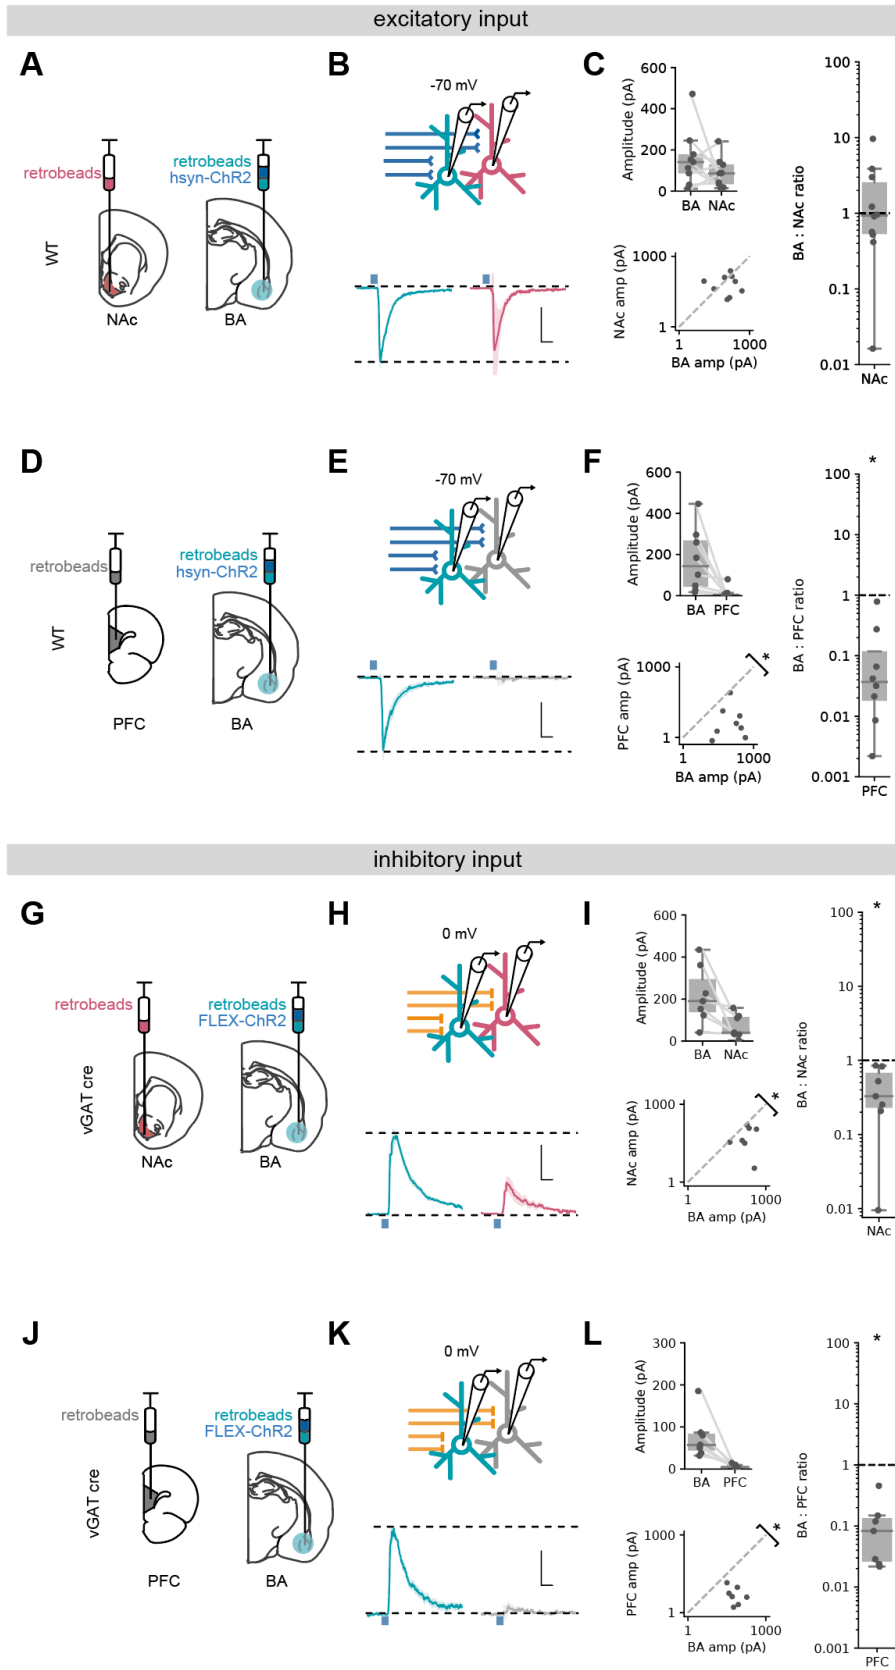 excitatory input
A
retrobeads
retrobeads
hsyn-ChR2
WT
NAc
BA
B
-70 mV
C
600
400
200
0
Amplitude (pA)
BA
NAc
1000
1
NAc amp (pA)
1
1000
BA amp (pA)
100
10
1
0.1
0.01
BA : NAc ratio
NAc
D
retrobeads
retrobeads
hsyn-ChR2
WT
PFC
BA
E
-70 mV
F
600
400
200
0
Amplitude (pA)
BA
PFC
1000
1
PFC amp (pA)
*
1
1000
BA amp (pA)
*
100
10
1
0.1
0.01
0.001
BA : PFC ratio
PFC
inhibitory input
G
retrobeads
retrobeads
FLEX-ChR2
vGAT cre
NAc
BA
H
0 mV
I
600
400
200
0
Amplitude (pA)
BA
NAc
1000
1
NAc amp (pA)
*
1
1000
BA amp (pA)
*
100
10
1
0.1
0.01
BA : NAc ratio
NAc
J
retrobeads
retrobeads
FLEX-ChR2
vGAT cre
PFC
BA
K
0 mV
L
300
200
100
0
Amplitude (pA)
BA
PFC
1000
1
PFC amp (pA)
*
1
1000
BA amp (pA)
*
100
10
1
0.1
0.01
0.001
BA : PFC ratio
PFC